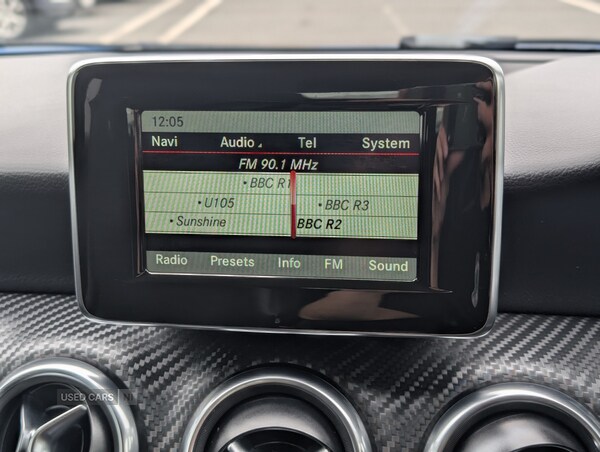 12:05
Navi Audio Tel System
FM 90.1 MHz
•BBC R1
•U105 •BBC R3
•Sunshine BBC R2
Radio Presets Info FM Sound
USED CARS NI